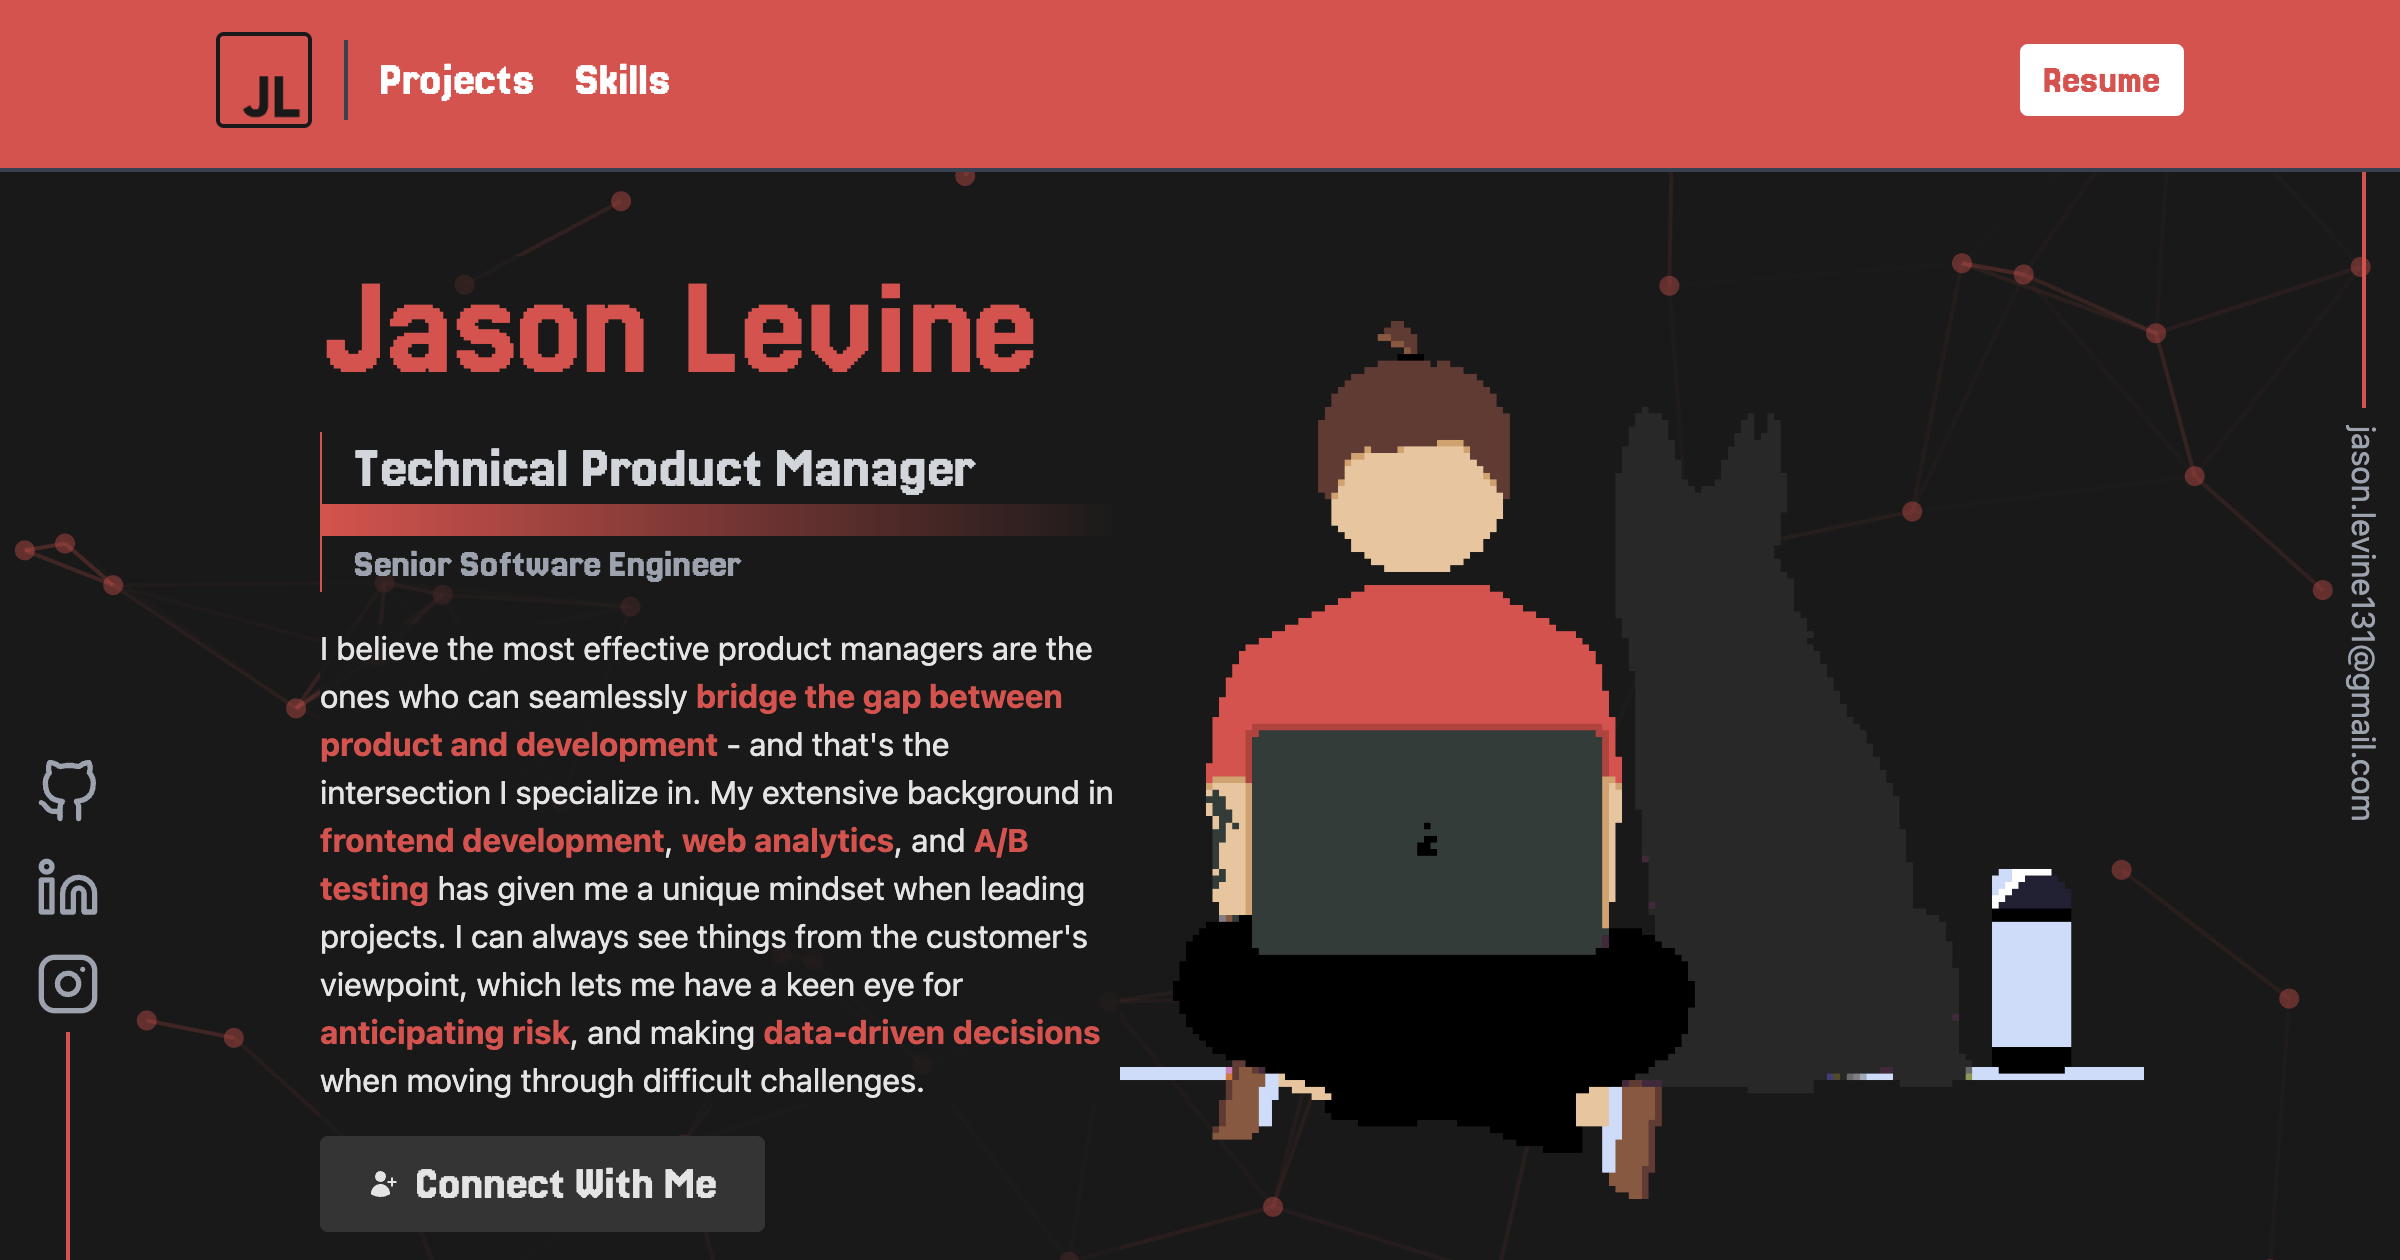 JL
Projects Skills
Resume
Jason Levine
Technical Product Manager
Senior Software Engineer
I believe the most effective product managers are the
ones who can seamlessly bridge the gap between
product and development - and that's the
intersection I specialize in. My extensive background in
frontend development, web analytics, and A/B
testing has given me a unique mindset when leading
projects. I can always see things from the customer's
viewpoint, which lets me have a keen eye for
anticipating risk, and making data-driven decisions
when moving through difficult challenges.
Connect With Me
jason.levine131@gmail.com